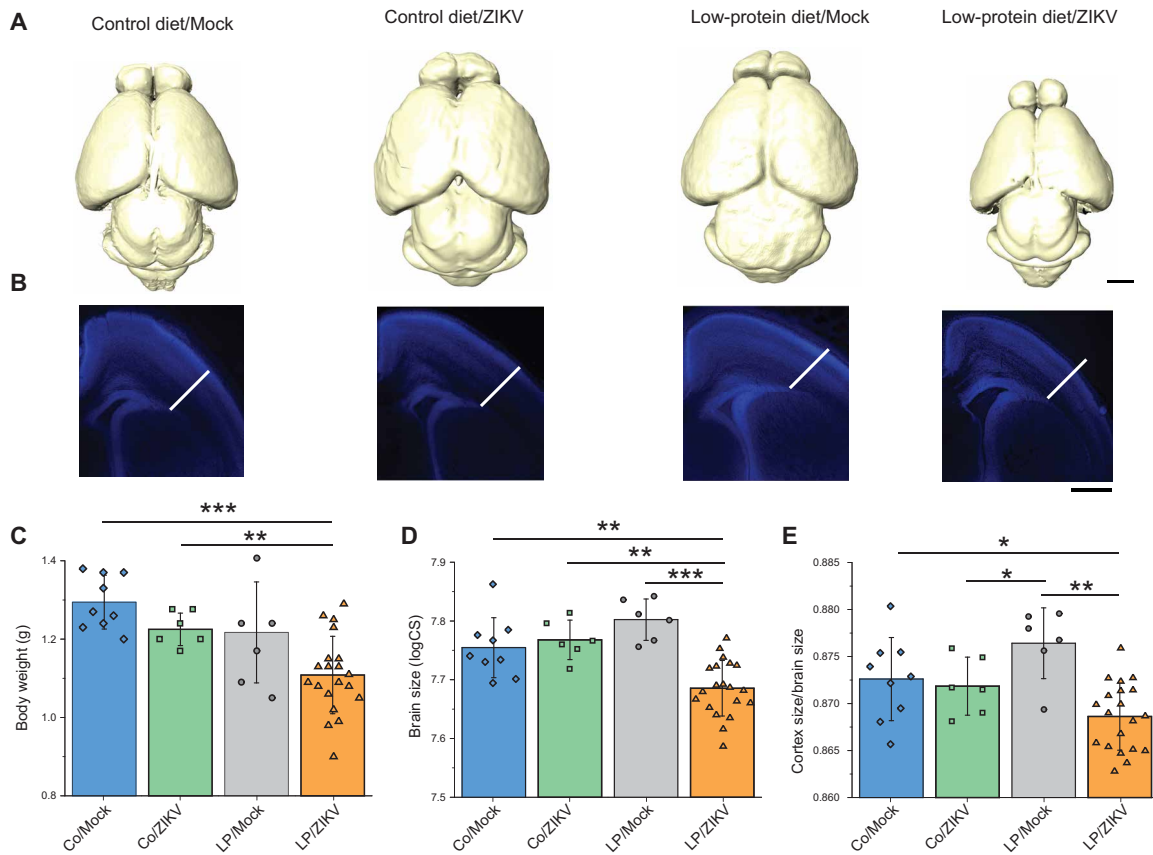 A
Control diet/Mock
Control diet/ZIKV
Low-protein diet/Mock
Low-protein diet/ZIKV
B
C
***
**
Body weight (g)
1.4
1.2
1.0
0.8
Co/Mock
Co/ZIKV
LP/Mock
LP/ZIKV
D
**
**
***
Brain size (logCS)
7.9
7.8
7.7
7.6
7.5
Co/Mock
Co/ZIKV
LP/Mock
LP/ZIKV
E
*
*
**
Cortex size/brain size
0.880
0.875
0.870
0.865
0.860
Co/Mock
Co/ZIKV
LP/Mock
LP/ZIKV